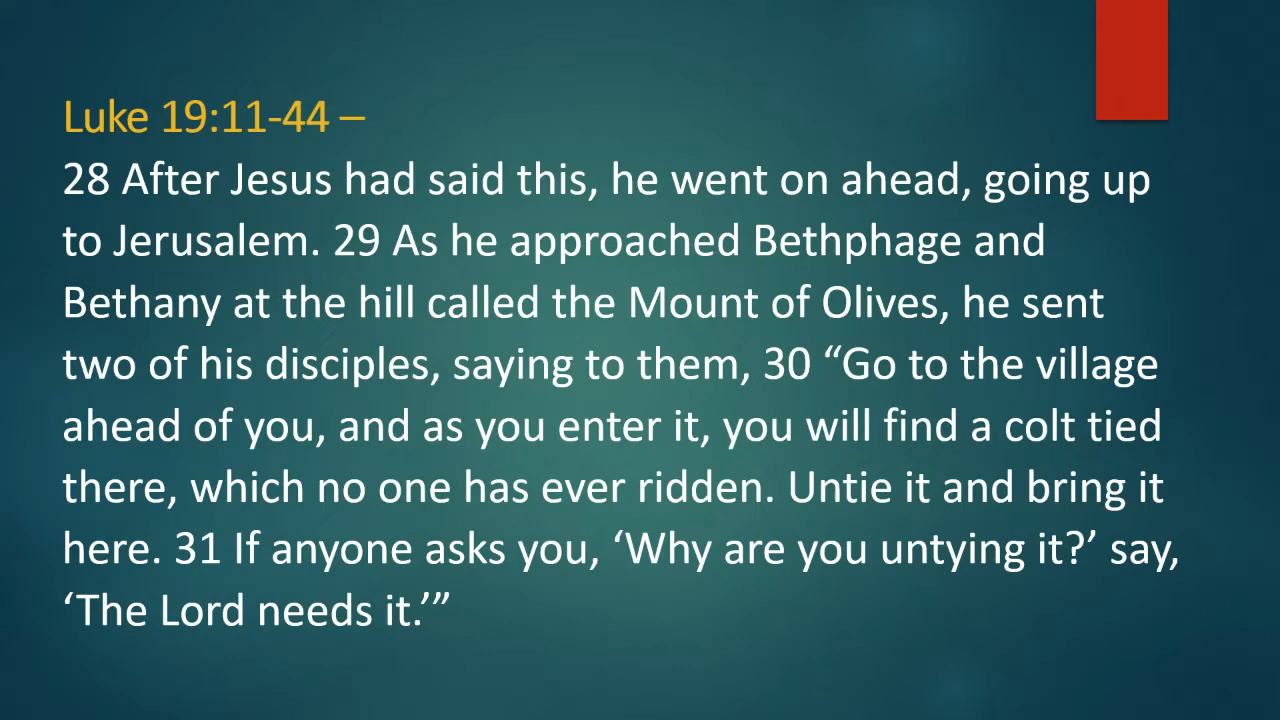 Luke 19:11-44 –
28 After Jesus had said this, he went on ahead, going up
to Jerusalem. 29 As he approached Bethphage and
Bethany at the hill called the Mount of Olives, he sent
two of his disciples, saying to them, 30 “Go to the village
ahead of you, and as you enter it, you will find a colt tied
there, which no one has ever ridden. Untie it and bring it
here. 31 If anyone asks you, ‘Why are you untying it?’ say,
‘The Lord needs it.’”